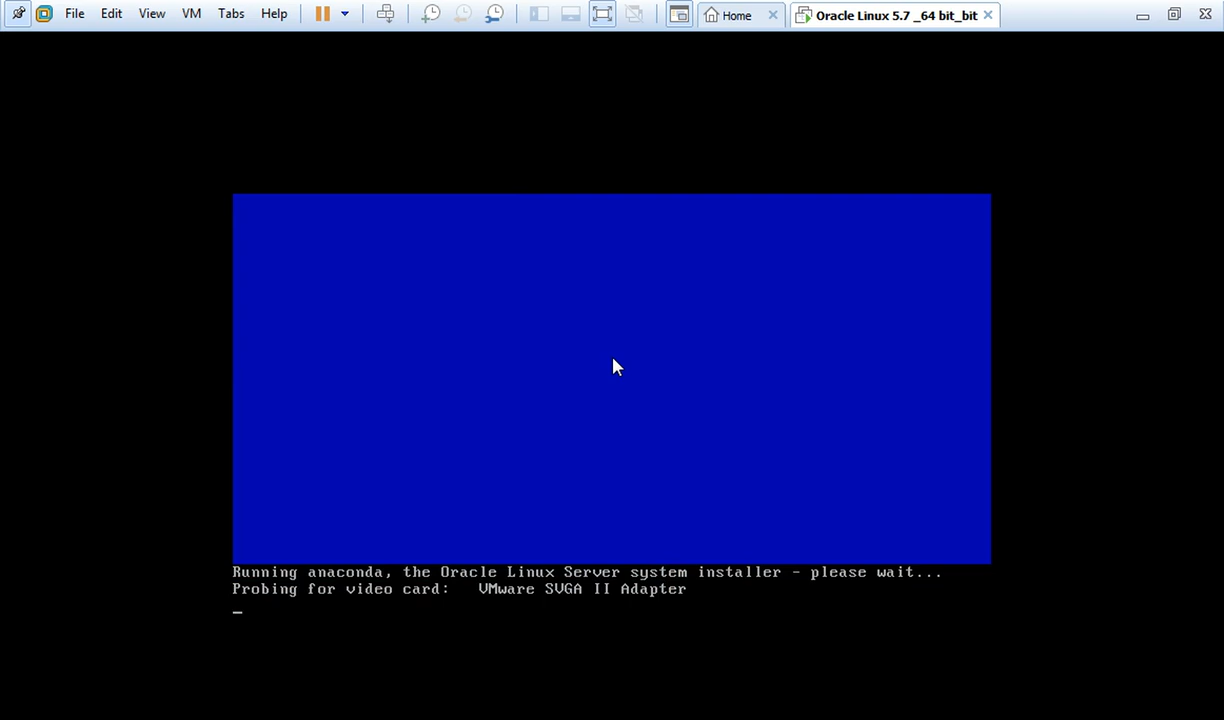 File Edit View VM Tabs Help Home Oracle Linux 5.7 _64 bit_bit
Running anaconda, the Oracle Linux Server system installer - please wait...
Probing for video card:   VMware SVGA II Adapter